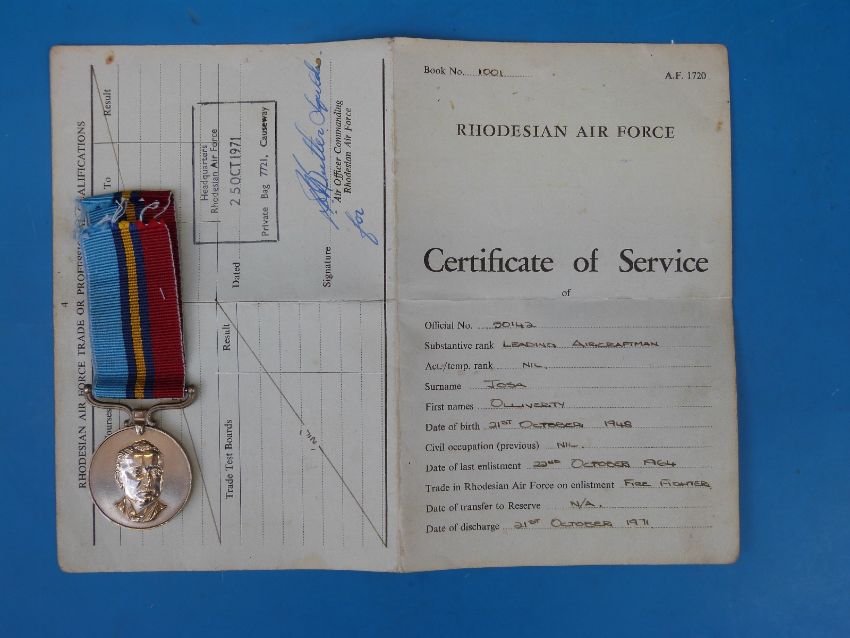 4
RHODESIAN AIR FORCE TRADE OR QUALIFICATIONS
To
Result
Trade Test Boards
Result
"NIL"
Dated
Signature
Headquarters
Rhodesian Air Force
25 OCT 1971
Private Bag 7721, Causeway
for
Air Officer Commanding
Rhodesian Air Force
Book No. 1001
A.F. 1720
RHODESIAN AIR FORCE
Certificate of Service
of
Official No. 50142
Substantive rank LEADING AIRCRAFTMAN
Act./temp. rank NIL.
Surname JOSA
First names OLLIVERTY
Date of birth 21ST OCTOBER 1948
Civil occupation (previous) NIL.
Date of last enlistment 22ND OCTOBER 1964
Trade in Rhodesian Air Force on enlistment FIRE FIGHTER
Date of transfer to Reserve N/A.
Date of discharge 21ST OCTOBER 1971